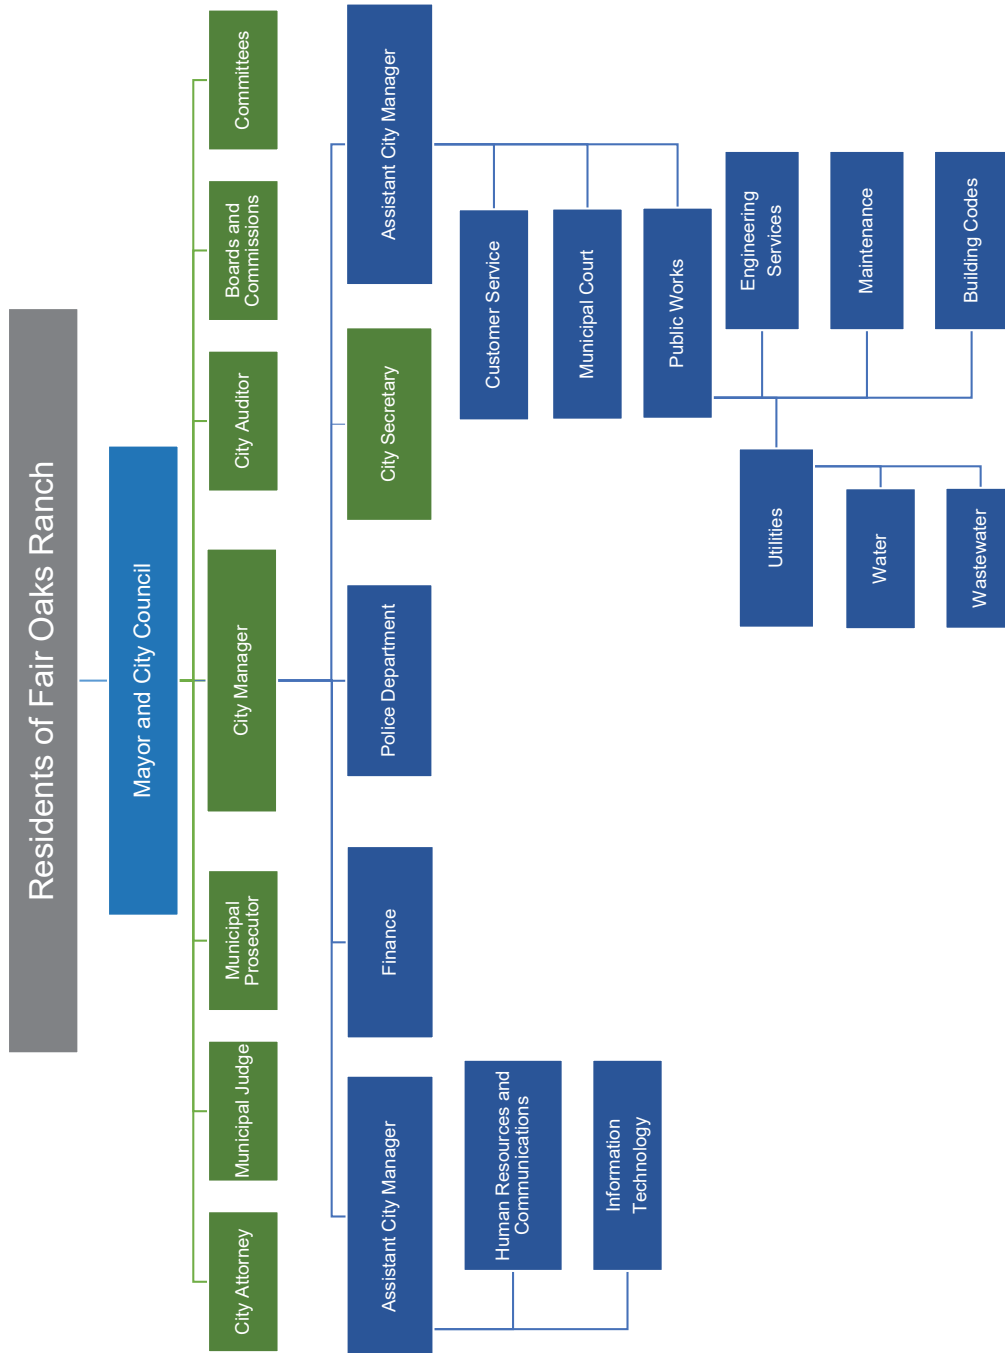 Residents of Fair Oaks Ranch
Mayor and City Council
City Attorney
Municipal Judge
Municipal
Prosecutor
City Manager
City Auditor
Boards and
Commissions
Committees
Assistant City Manager
Finance
Police Department
City Secretary
Assistant City Manager
Human Resources and
Communications
Information
Technology
Customer Service
Municipal Court
Public Works
Utilities
Water
Wastewater
Engineering
Services
Maintenance
Building Codes